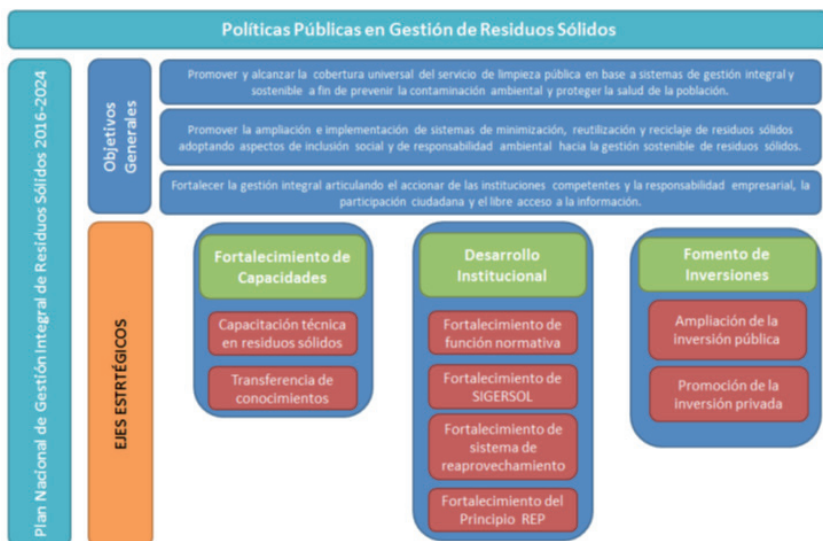 Políticas Públicas en Gestión de Residuos Sólidos
Plan Nacional de Gestión Integral de Residuos Sólidos 2016-2024
Objetivos
Generales
Promover y alcanzar la cobertura universal del servicio de limpieza pública en base a sistemas de gestión integral y
sostenible a fin de prevenir la contaminación ambiental y proteger la salud de la población.
Promover la ampliación e implementación de sistemas de minimización, reutilización y reciclaje de residuos sólidos
adoptando aspectos de inclusión social y de responsabilidad ambiental hacia la gestión sostenible de residuos sólidos.
Fortalecer la gestión integral articulando el accionar de las instituciones competentes y la responsabilidad empresarial, la
participación ciudadana y el libre acceso a la información.
EJES ESTRTÉGICOS
Fortalecimiento de
Capacidades
Capacitación técnica
en residuos sólidos
Transferencia de
conocimientos
Desarrollo
Institucional
Fortalecimiento de
función normativa
Fortalecimiento de
SIGERSOL
Fortalecimiento de
sistema de
reaprovechamiento
Fortalecimiento del
Principio REP
Fomento de
Inversiones
Ampliación de la
inversión pública
Promoción de la
inversión privada